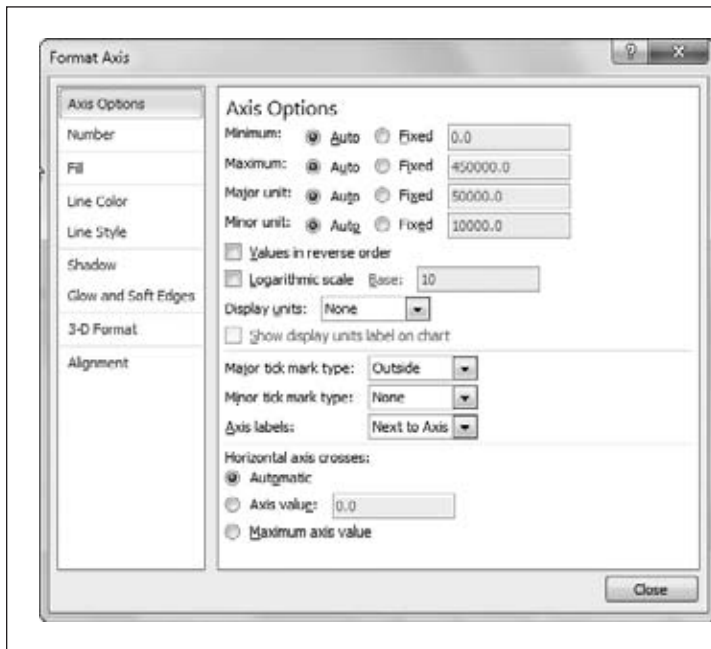 Format Axis
Axis Options
Number
Fill
Line Color
Line Style
Shadow
Glow and Soft Edges
3-D Format
Alignment
Axis Options
Minimum: Auto Fixed 0.0
Maximum: Auto Fixed 450000.0
Major unit: Auto Fixed 50000.0
Minor unit: Auto Fixed 10000.0
Values in reverse order
Logarithmic scale Base: 10
Display units: None
Show display units label on chart
Major tick mark type: Outside
Minor tick mark type: None
Axis labels: Next to Axis
Horizontal axis crosses:
Automatic
Axis value: 0.0
Maximum axis value
Close